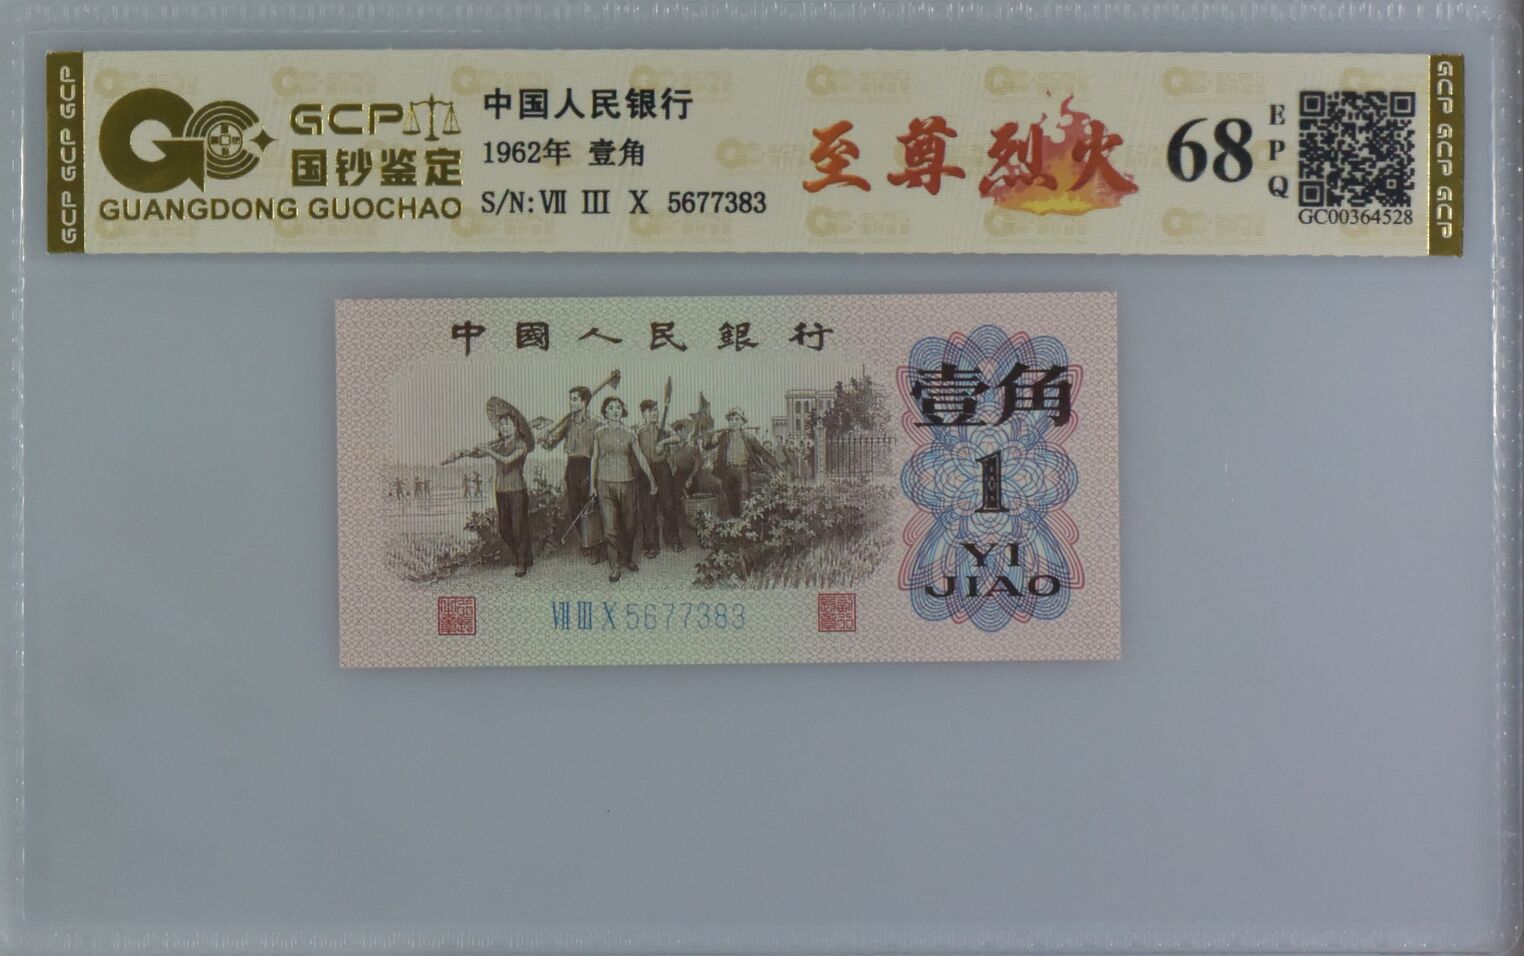 GCP GCP GCP
GCP
国钞鉴定
GUANGDONG GUOCHAO
中国人民银行
1962年 壹角
S/N: Ⅶ Ⅲ Ⅹ 5677383
至尊烈火
68
EPQ
GC00364528
GCP GCP GCP
中國人民銀行
壹角
1
YI
JIAO
Ⅶ Ⅲ Ⅹ 5677383